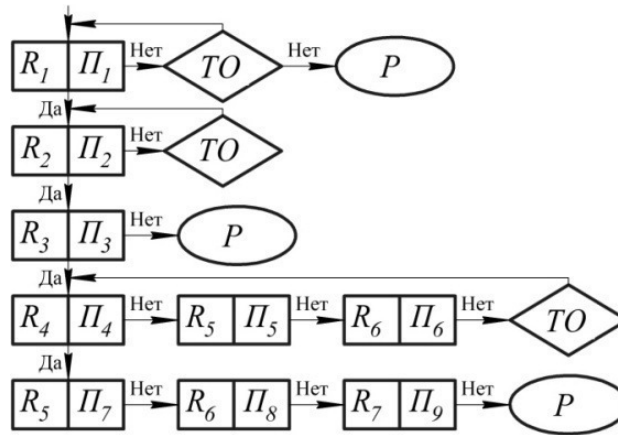 R₁ П₁ Нет ТО Нет Р
Да
R₂ П₂ Нет ТО
Да
R₃ П₃ Нет Р
Да
R₄ П₄ Нет R₅ П₅ Нет R₆ П₆ Нет ТО
Да
R₅ П₇ Нет R₆ П₈ Нет R₇ П₉ Нет Р